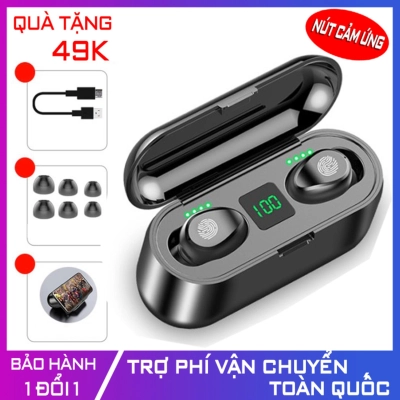 QUÀ TẶNG
49K
NÚT CẢM ỨNG
100
BẢO HÀNH
1 ĐỔI 1
TRỢ PHÍ VẬN CHUYỂN
TOÀN QUỐC